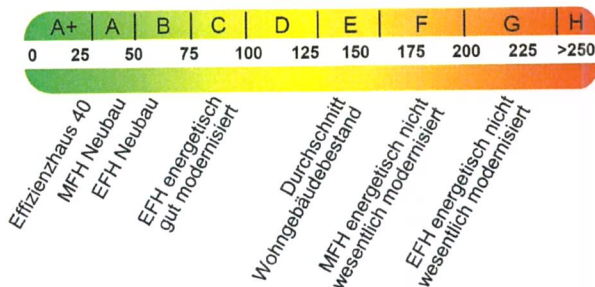 A+ A B C D E F G H
0 25 50 75 100 125 150 175 200 225 >250
Effizienzhaus 40
MFH Neubau
EFH Neubau
EFH energetisch
gut modernisiert
Durchschnitt
Wohngebäudebestand
MFH energetisch nicht
wesentlich modernisiert
EFH energetisch nicht
wesentlich modernisiert